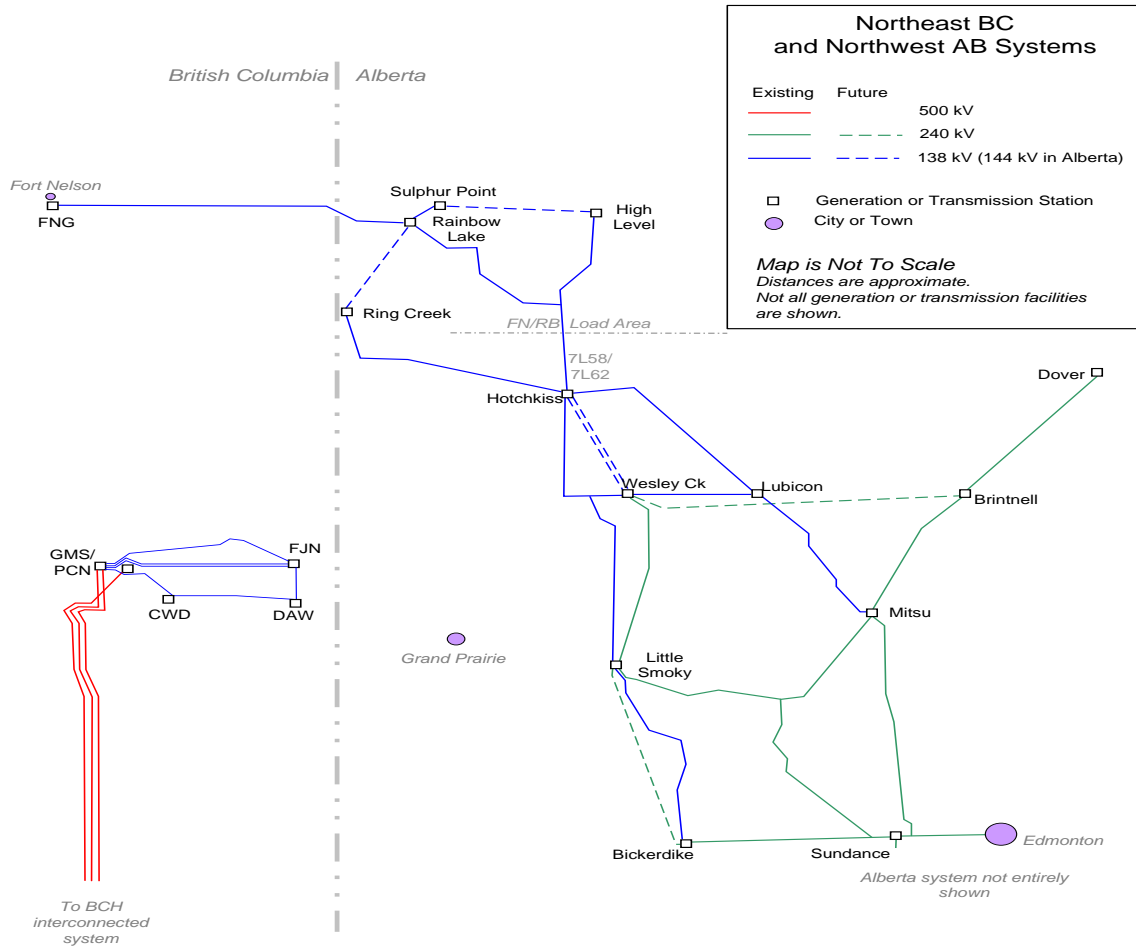 Northeast BC
and Northwest AB Systems
British Columbia
Alberta
Existing
Future
500 kV
240 kV
138 kV (144 kV in Alberta)
Generation or Transmission Station
City or Town
Map is Not To Scale
Distances are approximate.
Not all generation or transmission facilities
are shown.
Fort Nelson
FNG
Sulphur Point
Rainbow
Lake
High
Level
Ring Creek
FN/RB Load Area
7L58/
7L62
Hotchkiss
Dover
Wesley Ck
Lubicon
Brintnell
GMS/
PCN
FJN
CWD
DAW
Mitsu
Grand Prairie
Little
Smoky
Bickerdike
Sundance
Edmonton
Alberta system not entirely
shown
To BCH
interconnected
system